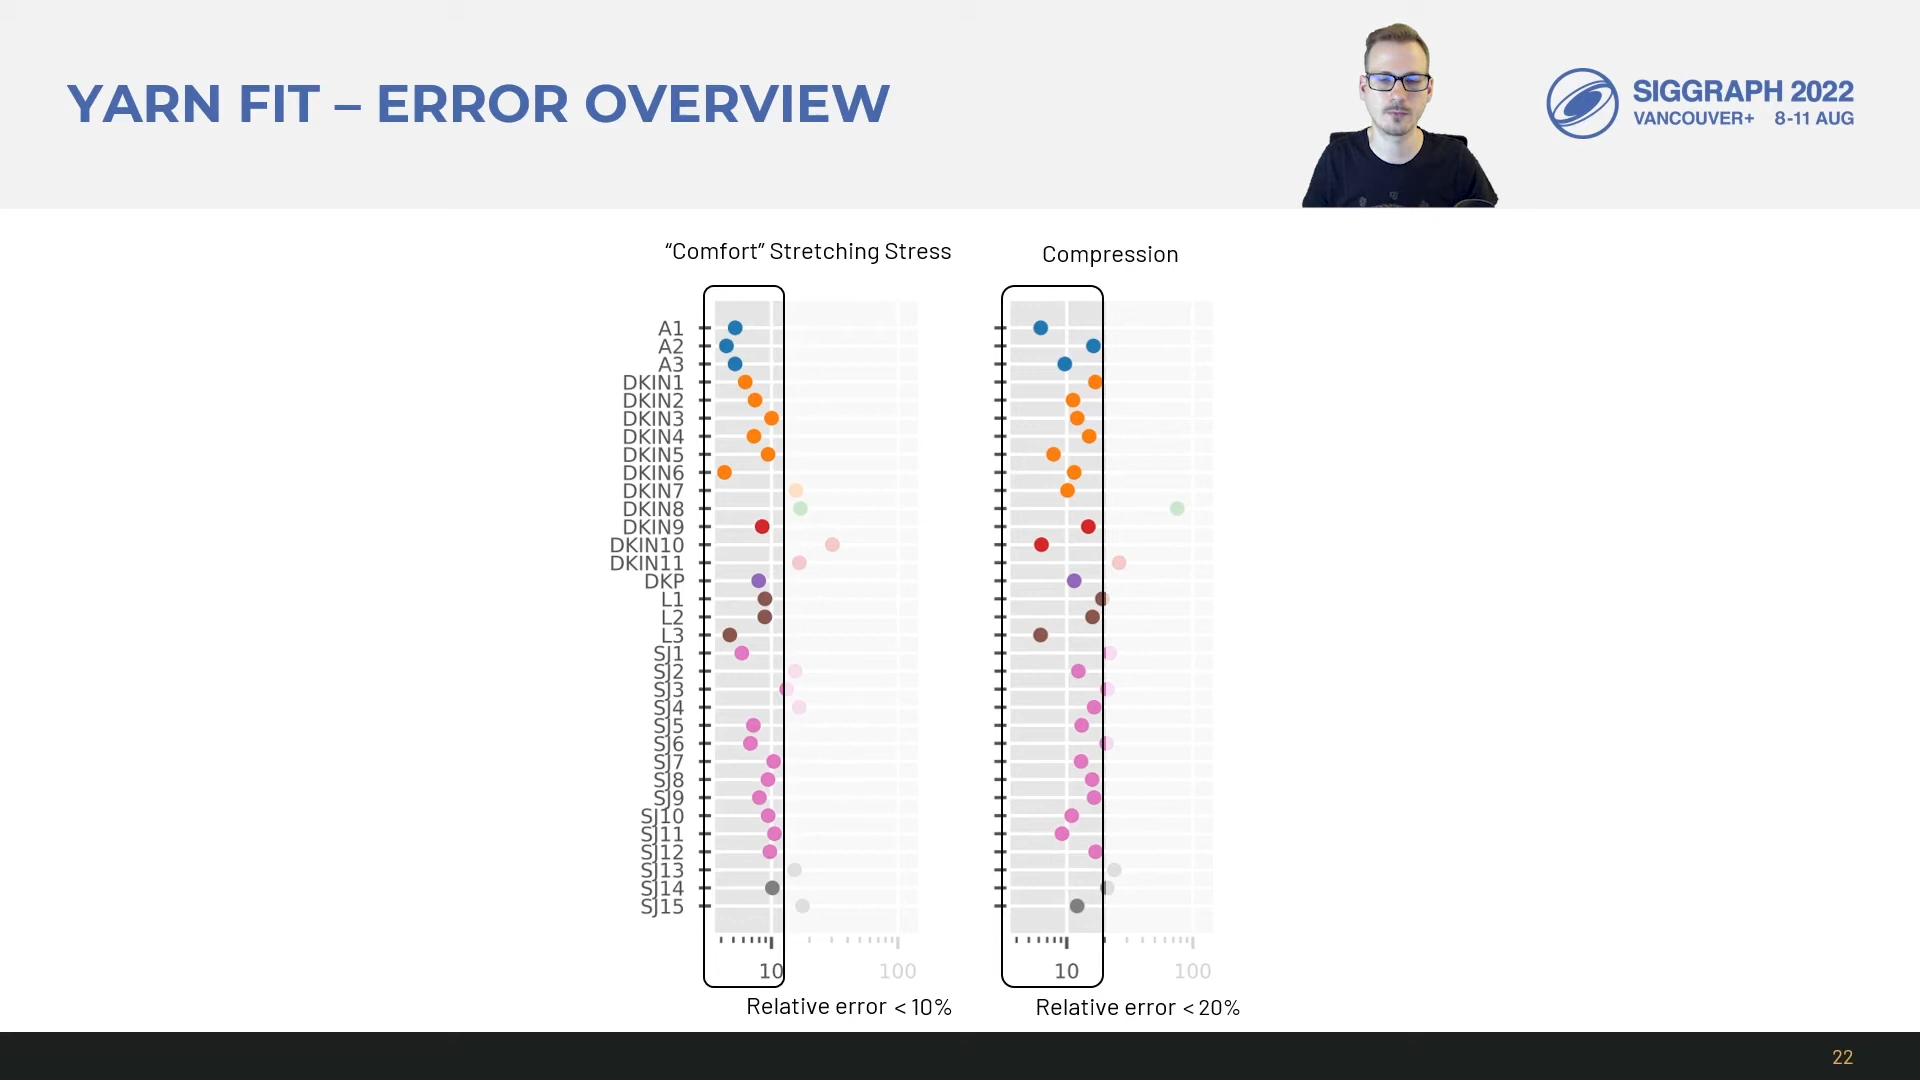 YARN FIT – ERROR OVERVIEW
SIGGRAPH 2022
VANCOUVER+ 8-11 AUG
“Comfort” Stretching Stress
Compression
A1
A2
A3
DKIN1
DKIN2
DKIN3
DKIN4
DKIN5
DKIN6
DKIN7
DKIN8
DKIN9
DKIN10
DKIN11
DKP
L1
L2
L3
SJ1
SJ2
SJ3
SJ4
SJ5
SJ6
SJ7
SJ8
SJ9
SJ10
SJ11
SJ12
SJ13
SJ14
SJ15
10 100
10 100
Relative error < 10%
Relative error < 20%
22